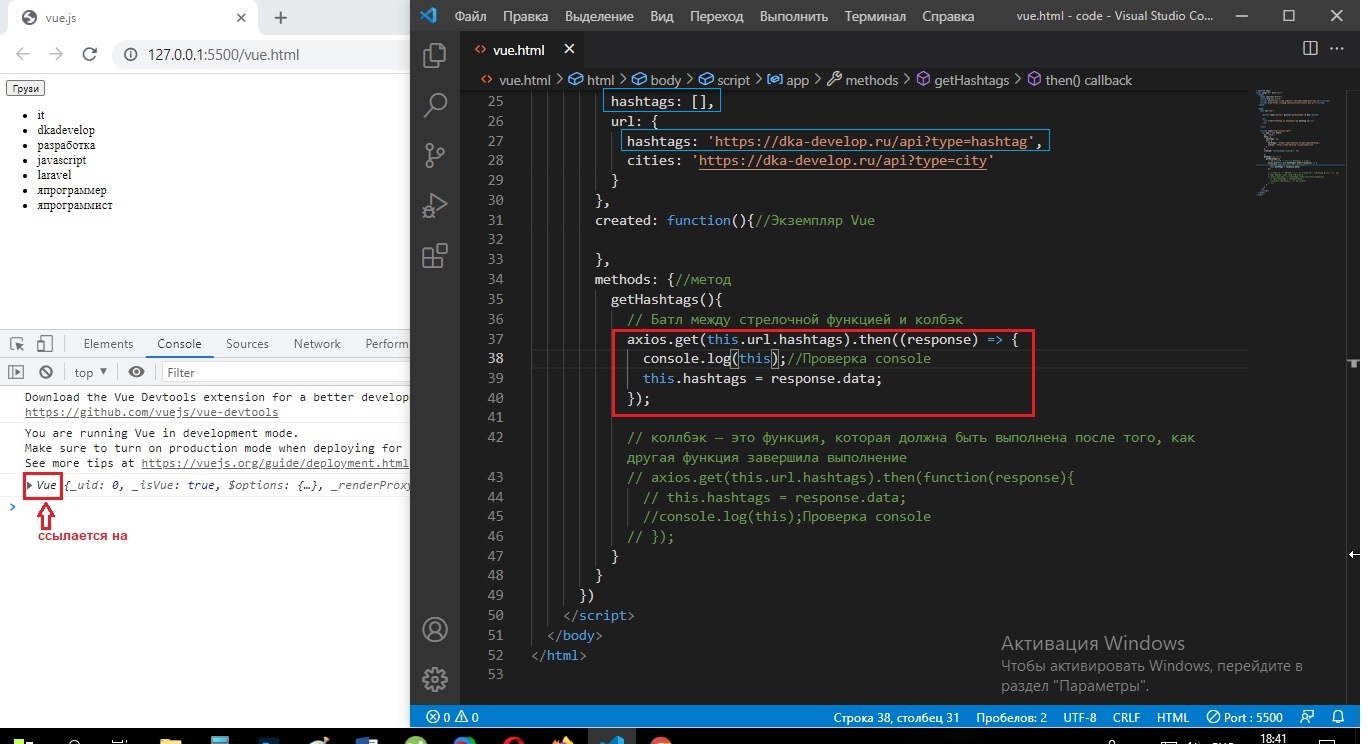 vue.js
127.0.0.1:5500/vue.html
Грузи
it
dkadevelop
разработка
javascript
laravel
япрограммер
япрограммист
Elements Console Sources Network Perform
top Filter
Download the Vue Devtools extension for a better develop
https://github.com/vuejs/vue-devtools
You are running Vue in development mode.
Make sure to turn on production mode when deploying for
See more tips at https://vuejs.org/guide/deployment.html
Vue {_uid: 0, _isVue: true, $options: {…}, _renderProxy
ссылается на
Файл Правка Выделение Вид Переход Выполнить Терминал Справка vue.html - code - Visual Studio Co...
vue.html
vue.html > html > body > script > app > methods > getHashtags > then() callback
25 hashtags: [],
26 url: {
27 hashtags: 'https://dka-develop.ru/api?type=hashtag',
28 cities: 'https://dka-develop.ru/api?type=city'
29 }
30 },
31 created: function(){//Экземпляр Vue
32
33 },
34 methods: {//метод
35 getHashtags(){
36 // Батл между стрелочной функцией и колбэк
37 axios.get(this.url.hashtags).then((response) => {
38 console.log(this);//Проверка console
39 this.hashtags = response.data;
40 });
41
42 // коллбэк – это функция, которая должна быть выполнена после того, как
другая функция завершила выполнение
43 // axios.get(this.url.hashtags).then(function(response){
44 // this.hashtags = response.data;
45 //console.log(this);Проверка console
46 // });
47 }
48 }
49 })
50 </script>
51 </body>
52 </html>
53
Активация Windows
Чтобы активировать Windows, перейдите в
раздел "Параметры".
0 0 Строка 38, столбец 31 Пробелов: 2 UTF-8 CRLF HTML Port : 5500
18:41